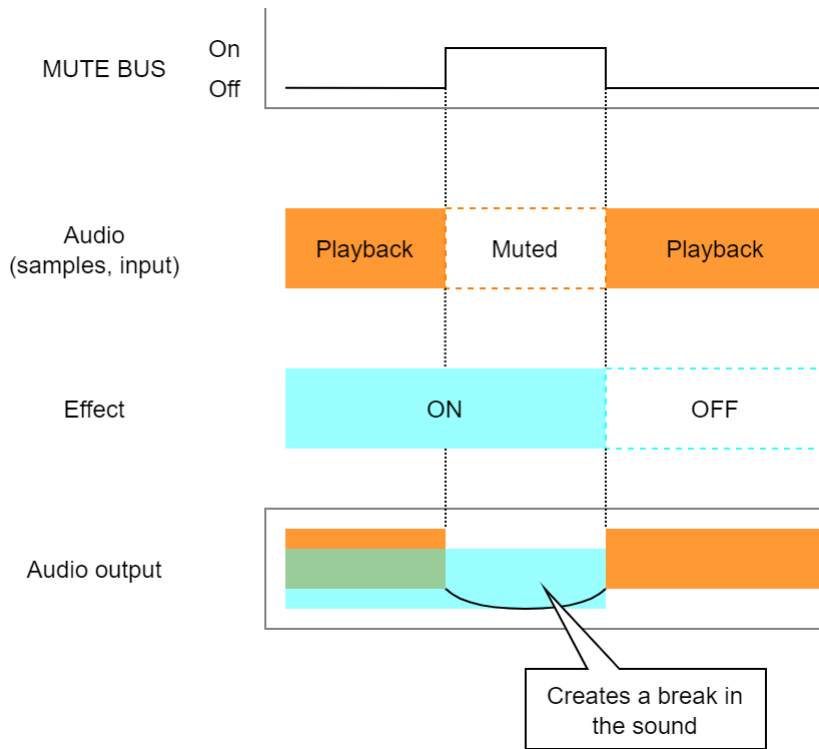 On
MUTE BUS
Off
Audio
(samples, input)
Playback
Muted
Playback
Effect
ON
OFF
Audio output
Creates a break in
the sound